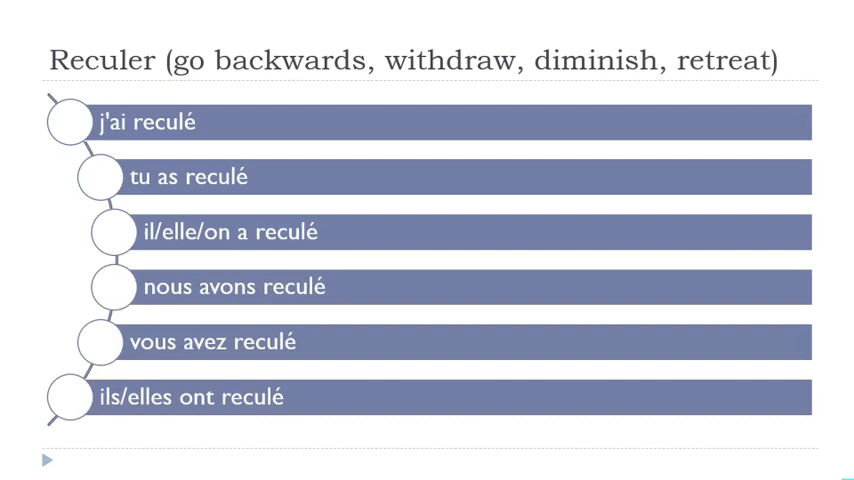 Reculer (go backwards, withdraw, diminish, retreat)
j'ai reculé
tu as reculé
il/elle/on a reculé
nous avons reculé
vous avez reculé
ils/elles ont reculé